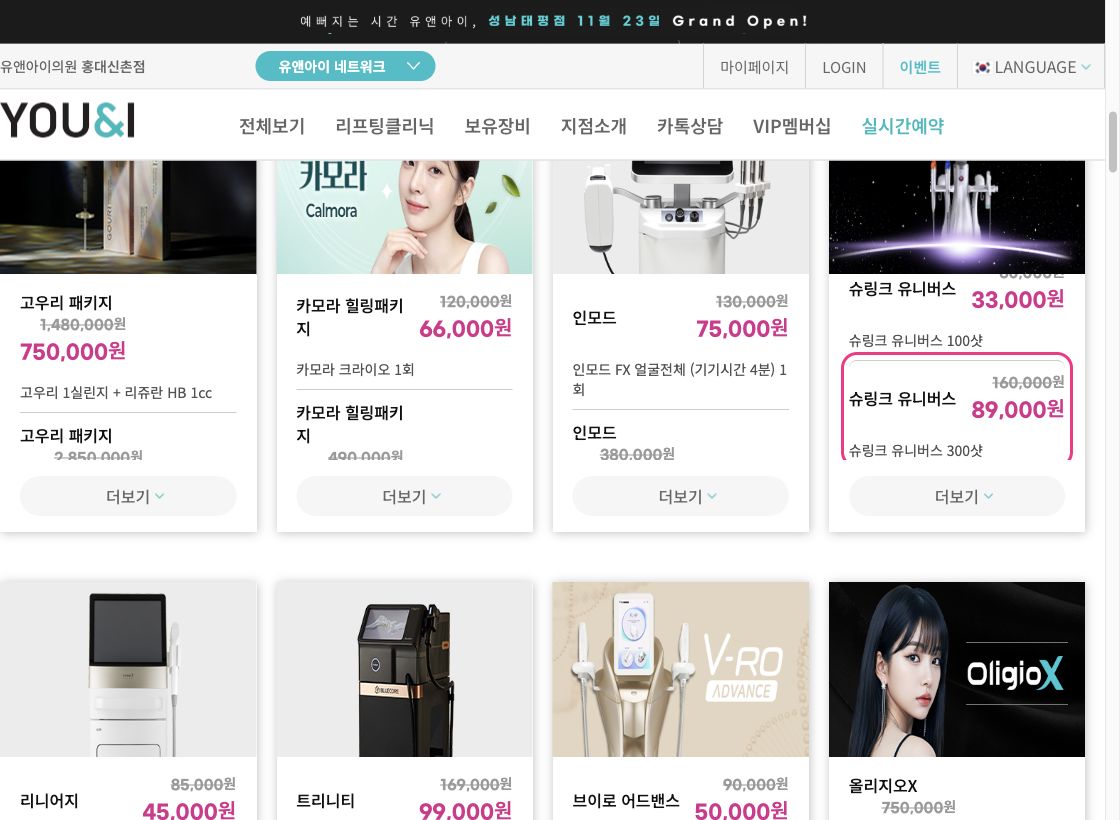 예뻐지는 시간 유앤아이, 성남태평점 11월 23일 Grand Open!
유앤아이의원 홍대신촌점
유앤아이 네트워크
마이페이지
LOGIN
이벤트
LANGUAGE
YOU&I
전체보기
리프팅클리닉
보유장비
지점소개
카톡상담
VIP멤버십
실시간예약
GOURI
고우리 패키지
1,480,000원
750,000원
고우리 1실린지 + 리쥬란 HB 1cc
고우리 패키지
2,850,000원
더보기
카모라
Calmora
카모라 힐링패키
지
120,000원
66,000원
카모라 크라이오 1회
카모라 힐링패키
지
490,000원
더보기
인모드
130,000원
75,000원
인모드 FX 얼굴전체 (기기시간 4분) 1
회
인모드
380,000원
더보기
슈링크 유니버스
33,000원
슈링크 유니버스 100샷
슈링크 유니버스
160,000원
89,000원
슈링크 유니버스 300샷
더보기
리니어지
85,000원
45,000원
BLUECORE
트리니티
169,000원
99,000원
V-RO
ADVANCE
브이로 어드밴스
90,000원
50,000원
OligioX
올리지오X
750,000원